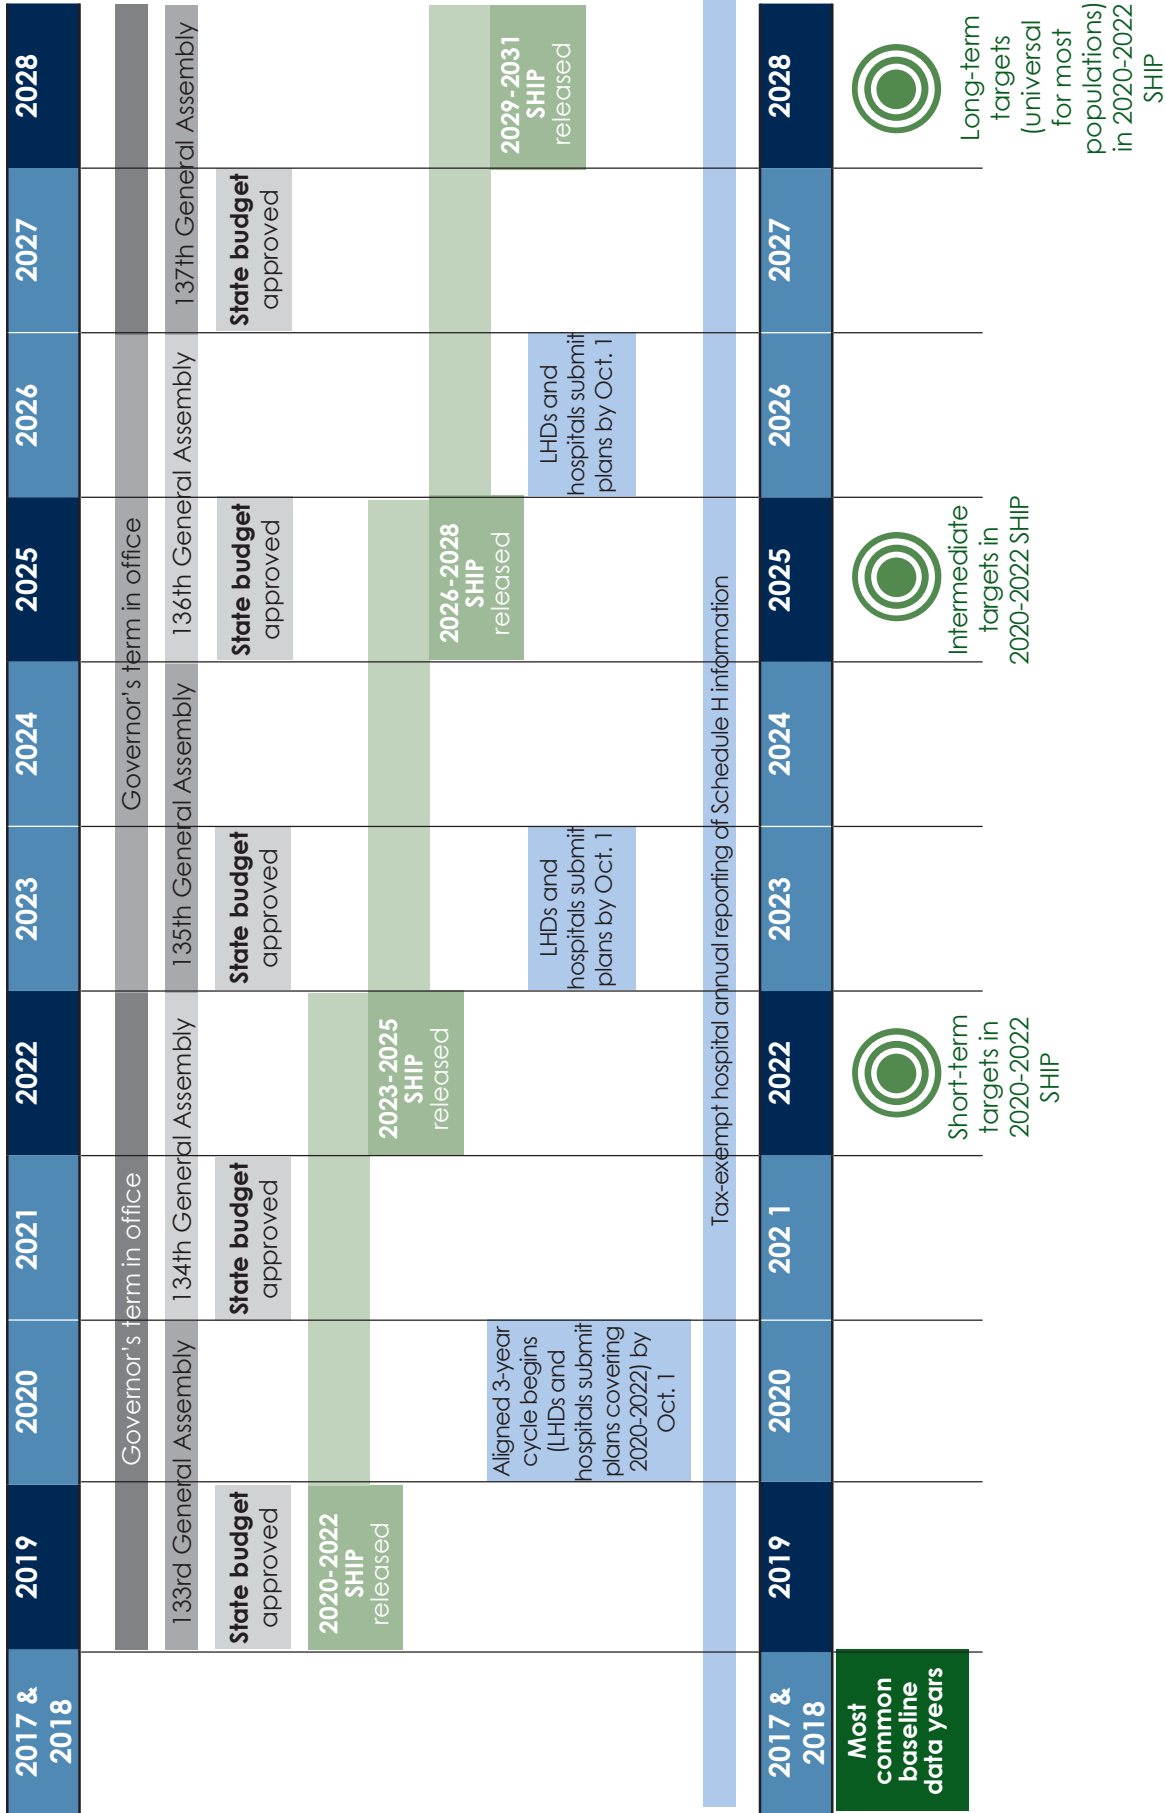 2017 &
2018
2019
2020
2021
2022
2023
2024
2025
2026
2027
2028
Governor's term in office
Governor's term in office
133rd General Assembly
134th General Assembly
135th General Assembly
136th General Assembly
137th General Assembly
State budget
approved
State budget
approved
State budget
approved
State budget
approved
State budget
approved
2020-2022
SHIP
released
2023-2025
SHIP
released
2026-2028
SHIP
released
2029-2031
SHIP
released
Aligned 3-year
cycle begins
(LHDs and
hospitals submit
plans covering
2020-2022) by
Oct. 1
LHDs and
hospitals submit
plans by Oct. 1
LHDs and
hospitals submit
plans by Oct. 1
Tax-exempt hospital annual reporting of Schedule H information
2017 &
2018
2019
2020
202 1
2022
2023
2024
2025
2026
2027
2028
Most
common
baseline
data years
Short-term
targets in
2020-2022
SHIP
Intermediate
targets in
2020-2022 SHIP
Long-term
targets
(universal
for most
populations)
in 2020-2022
SHIP